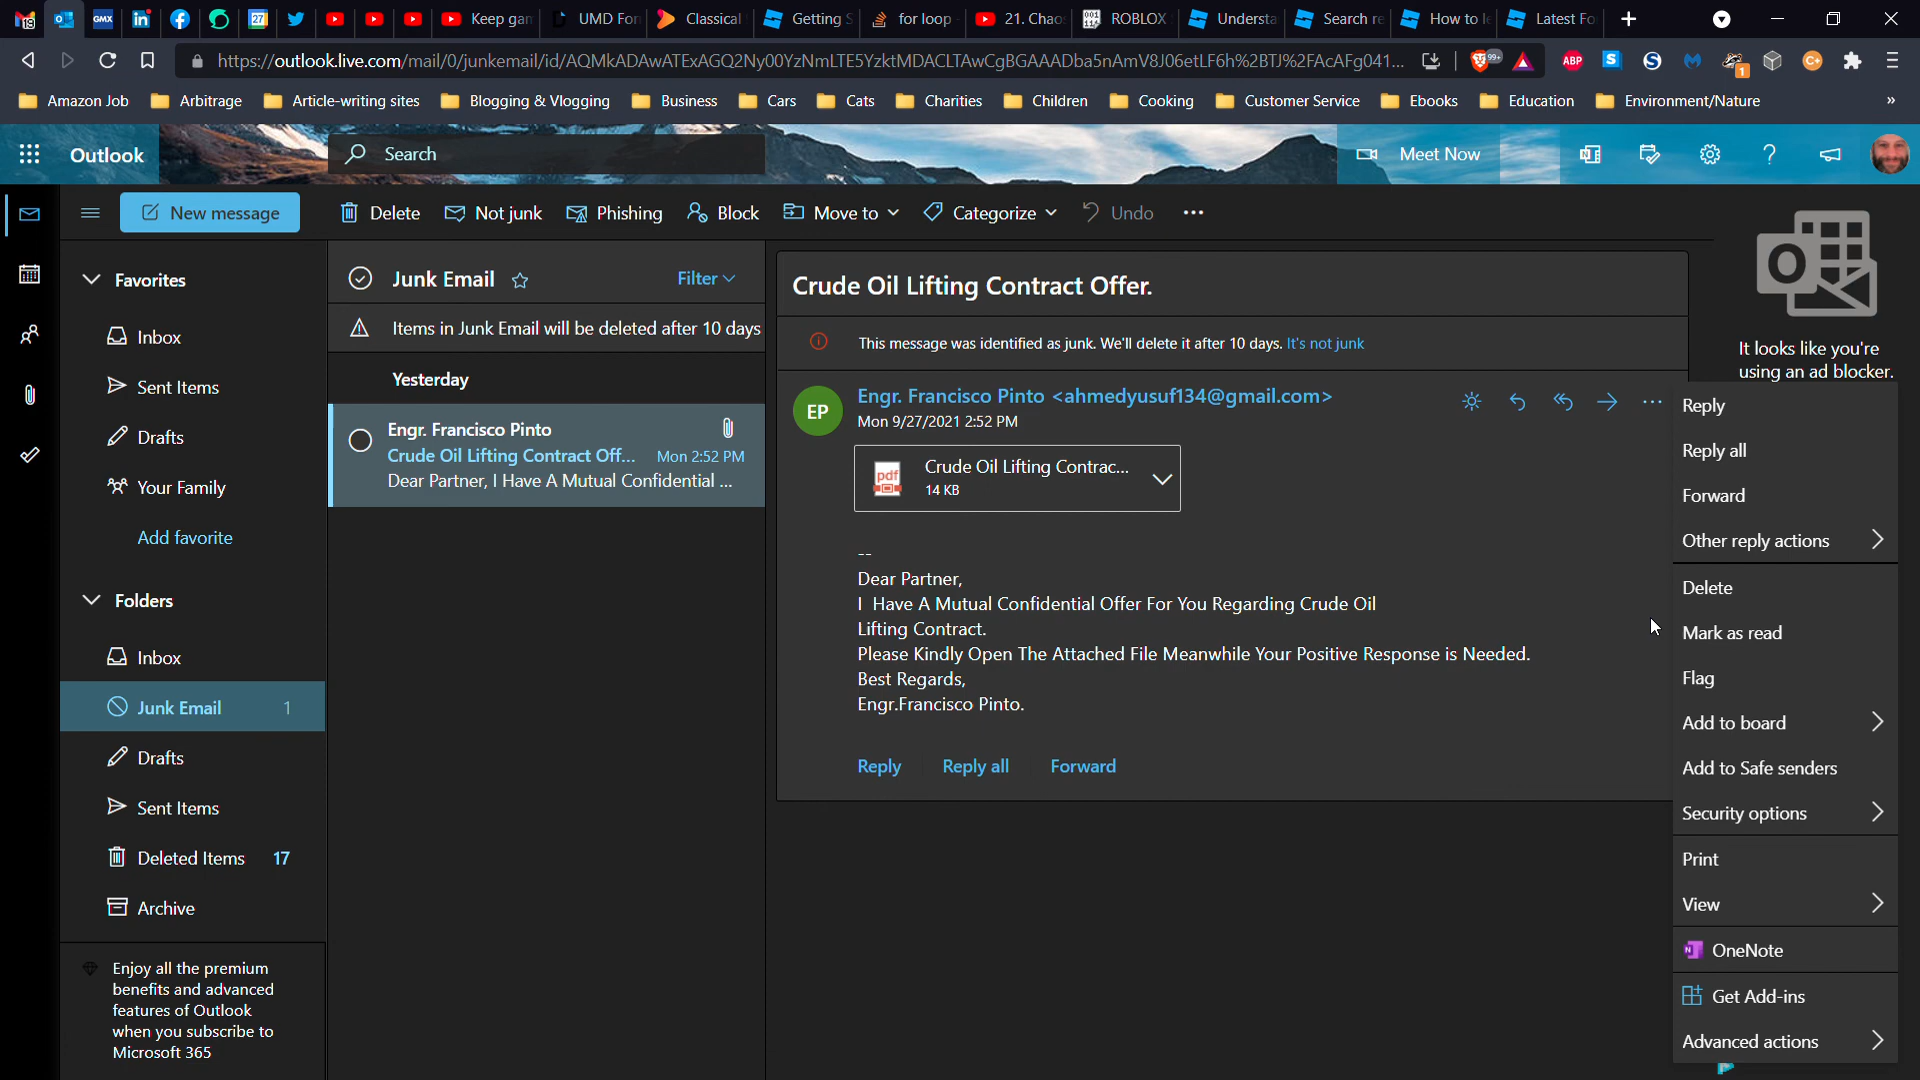 GMX
27
Keep gam
UMD For
Classical
Getting S
for loop
21. Chao
ROBLOX
Understa
Search re
How to le
Latest Fo
https://outlook.live.com/mail/0/junkemail/id/AQMkADAwATExAGQ2Ny00YzNmLTE5YzktMDACLTAwCgBGAAADba5nAmV8J06etLF6h%2BTJ%2FAcAFg041...
99+
ABP
1
Amazon Job
Arbitrage
Article-writing sites
Blogging & Vlogging
Business
Cars
Cats
Charities
Children
Cooking
Customer Service
Ebooks
Education
Environment/Nature
»
Outlook
Search
Meet Now
New message
Delete
Not junk
Phishing
Block
Move to
Categorize
Undo
Favorites
Inbox
Sent Items
Drafts
Your Family
Add favorite
Folders
Inbox
Junk Email 1
Drafts
Sent Items
Deleted Items 17
Archive
Enjoy all the premium
benefits and advanced
features of Outlook
when you subscribe to
Microsoft 365
Junk Email
Filter
Items in Junk Email will be deleted after 10 days
Yesterday
Engr. Francisco Pinto
Crude Oil Lifting Contract Off... Mon 2:52 PM
Dear Partner, I Have A Mutual Confidential ...
Crude Oil Lifting Contract Offer.
This message was identified as junk. We'll delete it after 10 days. It's not junk
EP
Engr. Francisco Pinto <ahmedyusuf134@gmail.com>
Mon 9/27/2021 2:52 PM
pdf
Crude Oil Lifting Contrac...
14 KB
--
Dear Partner,
I Have A Mutual Confidential Offer For You Regarding Crude Oil
Lifting Contract.
Please Kindly Open The Attached File Meanwhile Your Positive Response is Needed.
Best Regards,
Engr.Francisco Pinto.
Reply
Reply all
Forward
It looks like you're
using an ad blocker.
Reply
Reply all
Forward
Other reply actions
Delete
Mark as read
Flag
Add to board
Add to Safe senders
Security options
Print
View
OneNote
Get Add-ins
Advanced actions